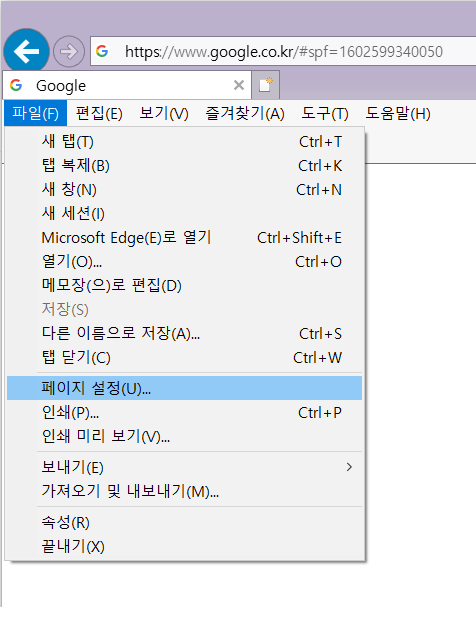 https://www.google.co.kr/#spf=1602599340050
Google
파일(F) 편집(E) 보기(V) 즐겨찾기(A) 도구(T) 도움말(H)
새 탭(T) Ctrl+T
탭 복제(B) Ctrl+K
새 창(N) Ctrl+N
새 세션(I)
Microsoft Edge(E)로 열기 Ctrl+Shift+E
열기(O)... Ctrl+O
메모장(으)로 편집(D)
저장(S)
다른 이름으로 저장(A)... Ctrl+S
탭 닫기(C) Ctrl+W
페이지 설정(U)...
인쇄(P)... Ctrl+P
인쇄 미리 보기(V)...
보내기(E)
가져오기 및 내보내기(M)...
속성(R)
끝내기(X)